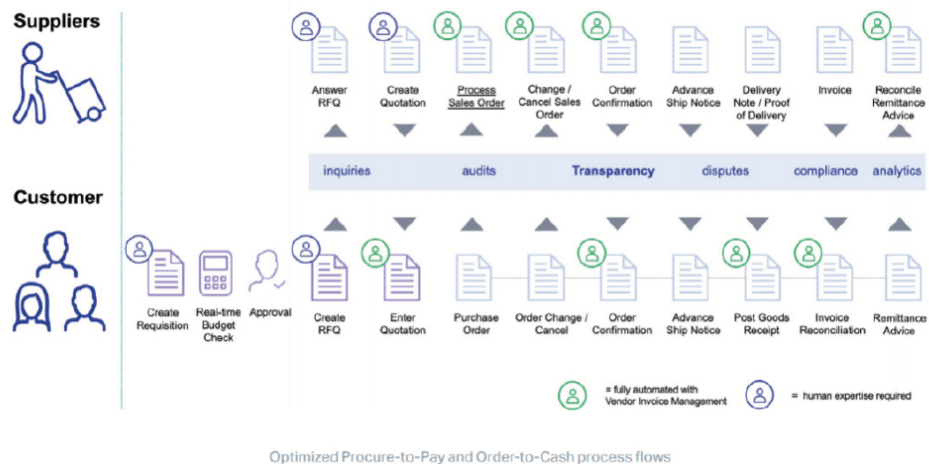 Suppliers
Answer
RFQ
Create
Quotation
Process
Sales Order
Change /
Cancel Sales
Order
Order
Confirmation
Advance
Ship Notice
Delivery
Note / Proof
of Delivery
Invoice
Reconcile
Remittance
Advice
inquiries
audits
Transparency
disputes
compliance
analytics
Customer
Create
Requisition
Real-time
Budget
Check
Approval
Create
RFQ
Enter
Quotation
Purchase
Order
Order Change /
Cancel
Order
Confirmation
Advance
Ship Notice
Post Goods
Receipt
Invoice
Reconciliation
Remittance
Advice
= fully automated with
Vendor Invoice Management
= human expertise required
Optimized Procure-to-Pay and Order-to-Cash process flows